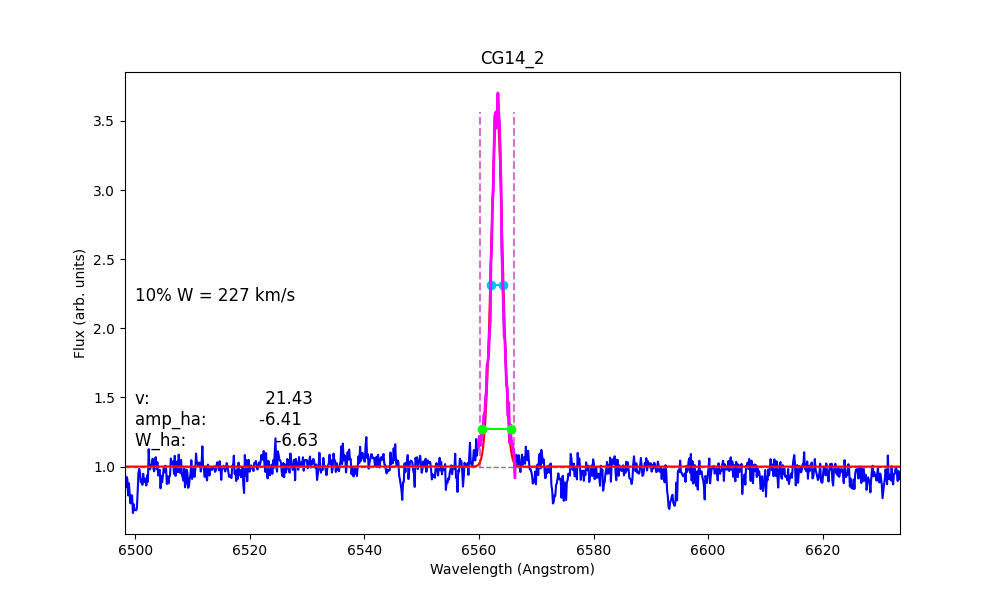 CG14_2
3.5
3.0
2.5
2.0
1.5
1.0
Flux (arb. units)
10% W = 227 km/s
v: 21.43
amp_ha: -6.41
W_ha: -6.63
6500 6520 6540 6560 6580 6600 6620
Wavelength (Angstrom)